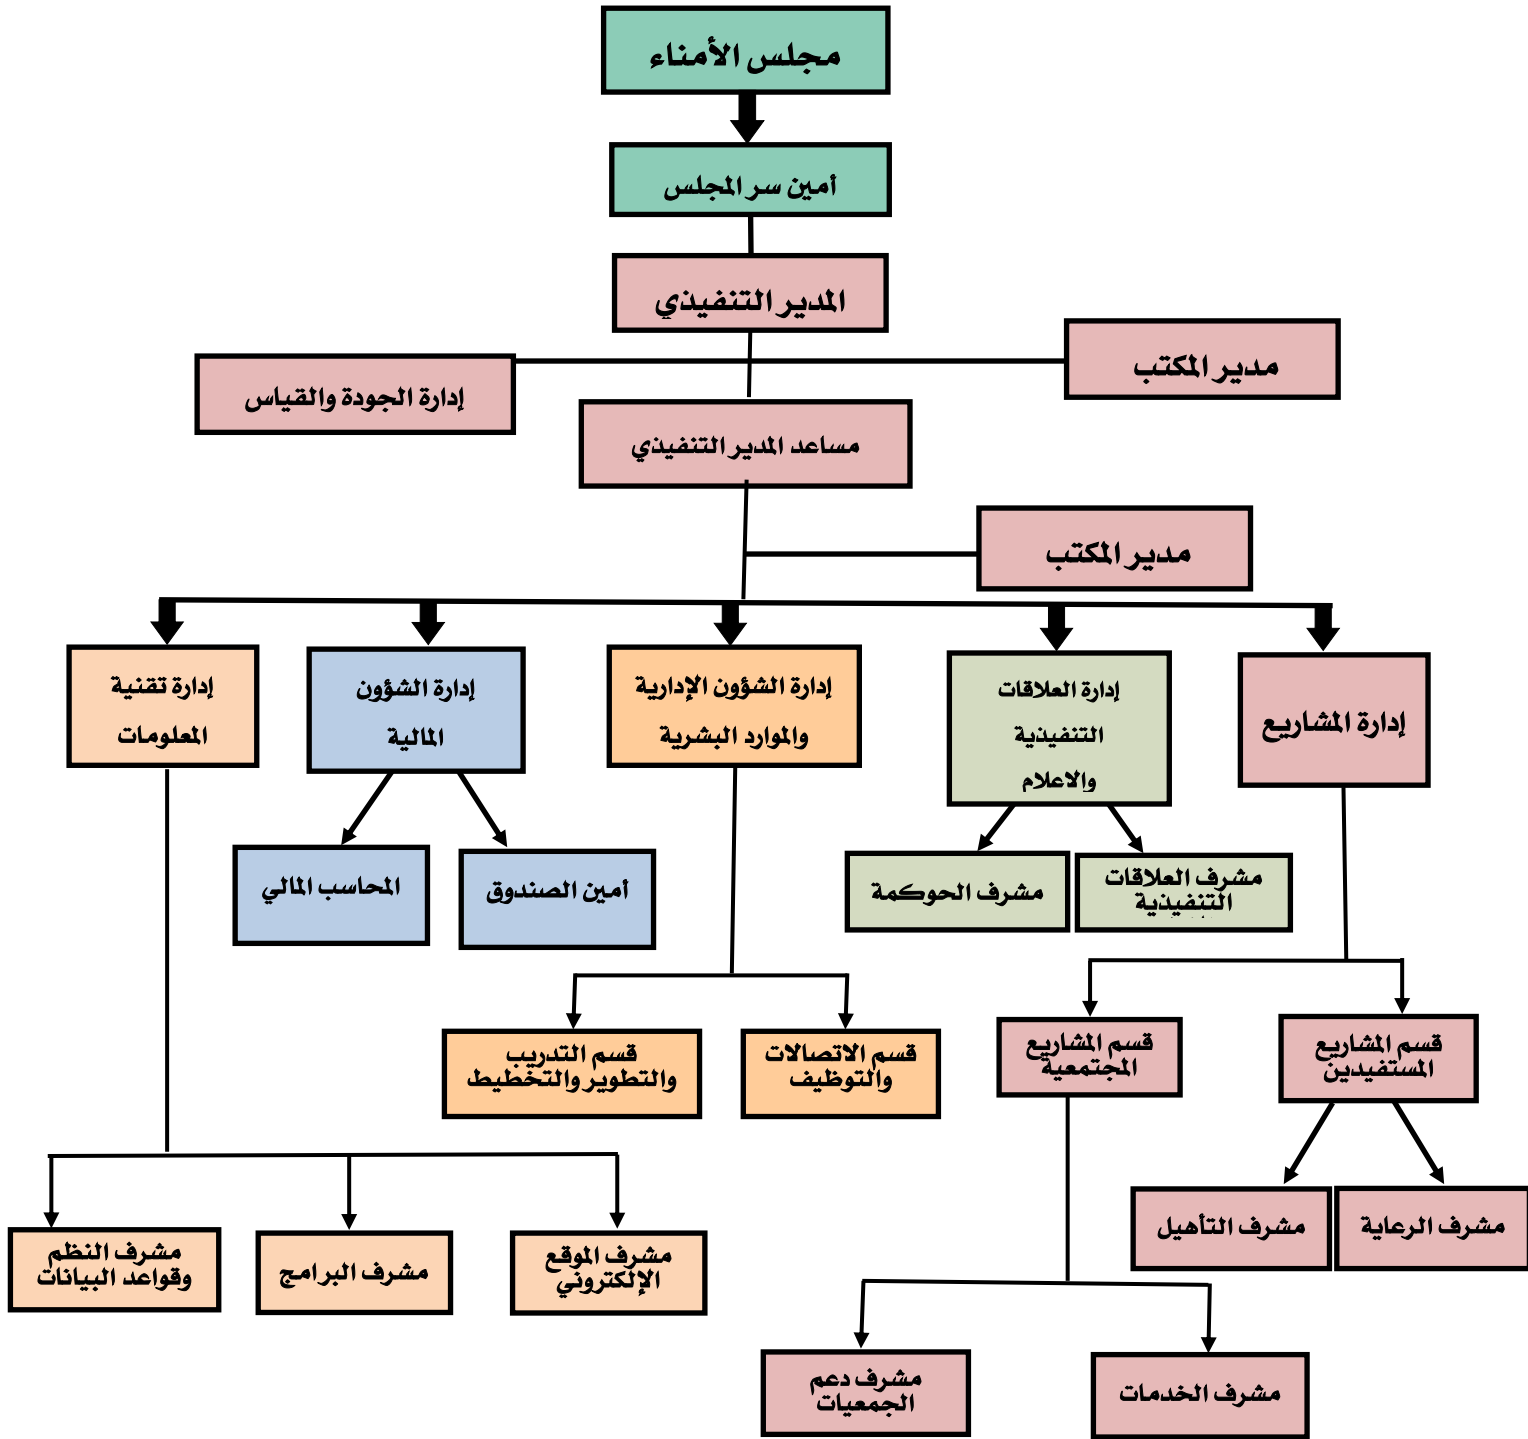 مجلس الأمناء
أمين سر المجلس
المدير التنفيذي
مدير المكتب
إدارة الجودة والقياس
مساعد المدير التنفيذي
مدير المكتب
إدارة المشاريع
إدارة العلاقات
التنفيذية
والاعلام
إدارة الشؤون الإدارية
والموارد البشرية
إدارة الشؤون
المالية
إدارة تقنية
المعلومات
مشرف العلاقات
التنفيذية
مشرف الحوكمة
أمين الصندوق
المحاسب المالي
قسم المشاريع
المستفيدين
قسم المشاريع
المجتمعية
قسم الاتصالات
والتوظيف
قسم التدريب
والتطوير والتخطيط
مشرف الرعاية
مشرف التأهيل
مشرف الموقع
الإلكتروني
مشرف البرامج
مشرف النظم
وقواعد البيانات
مشرف الخدمات
مشرف دعم
الجمعيات